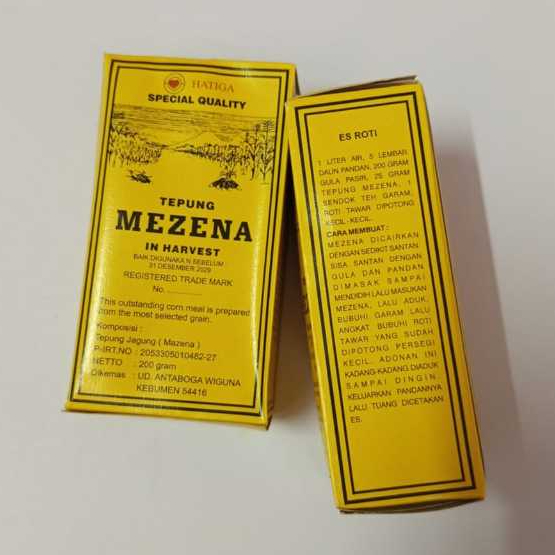 HATIGA
SPECIAL QUALITY
TEPUNG
MEZENA
IN HARVEST
BAIK DIGUNAKA N SEBELUM
31 DESEMBER 2029
REGISTERED TRADE MARK
No. ............
This outstanding corn meal is prepared
from the most selected grain.
Komposisi :
Tepung Jagung ( Mazena )
P-IRT.NO : 2053305010482-27
NETTO : 200 gram
Dikemas : UD. ANTABOGA WIGUNA
KEBUMEN 54416
ES ROTI
1 LITER AIR, 5 LEMBAR
DAUN PANDAN, 200 GRAM
GULA PASIR, 25 GRAM
TEPUNG MEZENA, 1
SENDOK TEH GARAM,
ROTI TAWAR DIPOTONG
KECIL - KECIL.
CARA MEMBUAT :
MEZENA DICAIRKAN
DENGAN SEDIKIT SANTAN
SISA SANTAN DENGAN
GULA DAN PANDAN
DIMASAK SAMPAI
MENDIDIH LALU MASUKAN
MEZENA, LALU ADUK,
BUBUHI GARAM LALU
ANGKAT BUBUHI ROTI
TAWAR YANG SUDAH
DIPOTONG PERSEGI
KECIL. ADONAN INI
KADANG-KADANG DIADUK
SAMPAI DINGIN,
KELUARKAN PANDANNYA
LALU TUANG DICETAKAN
ES.